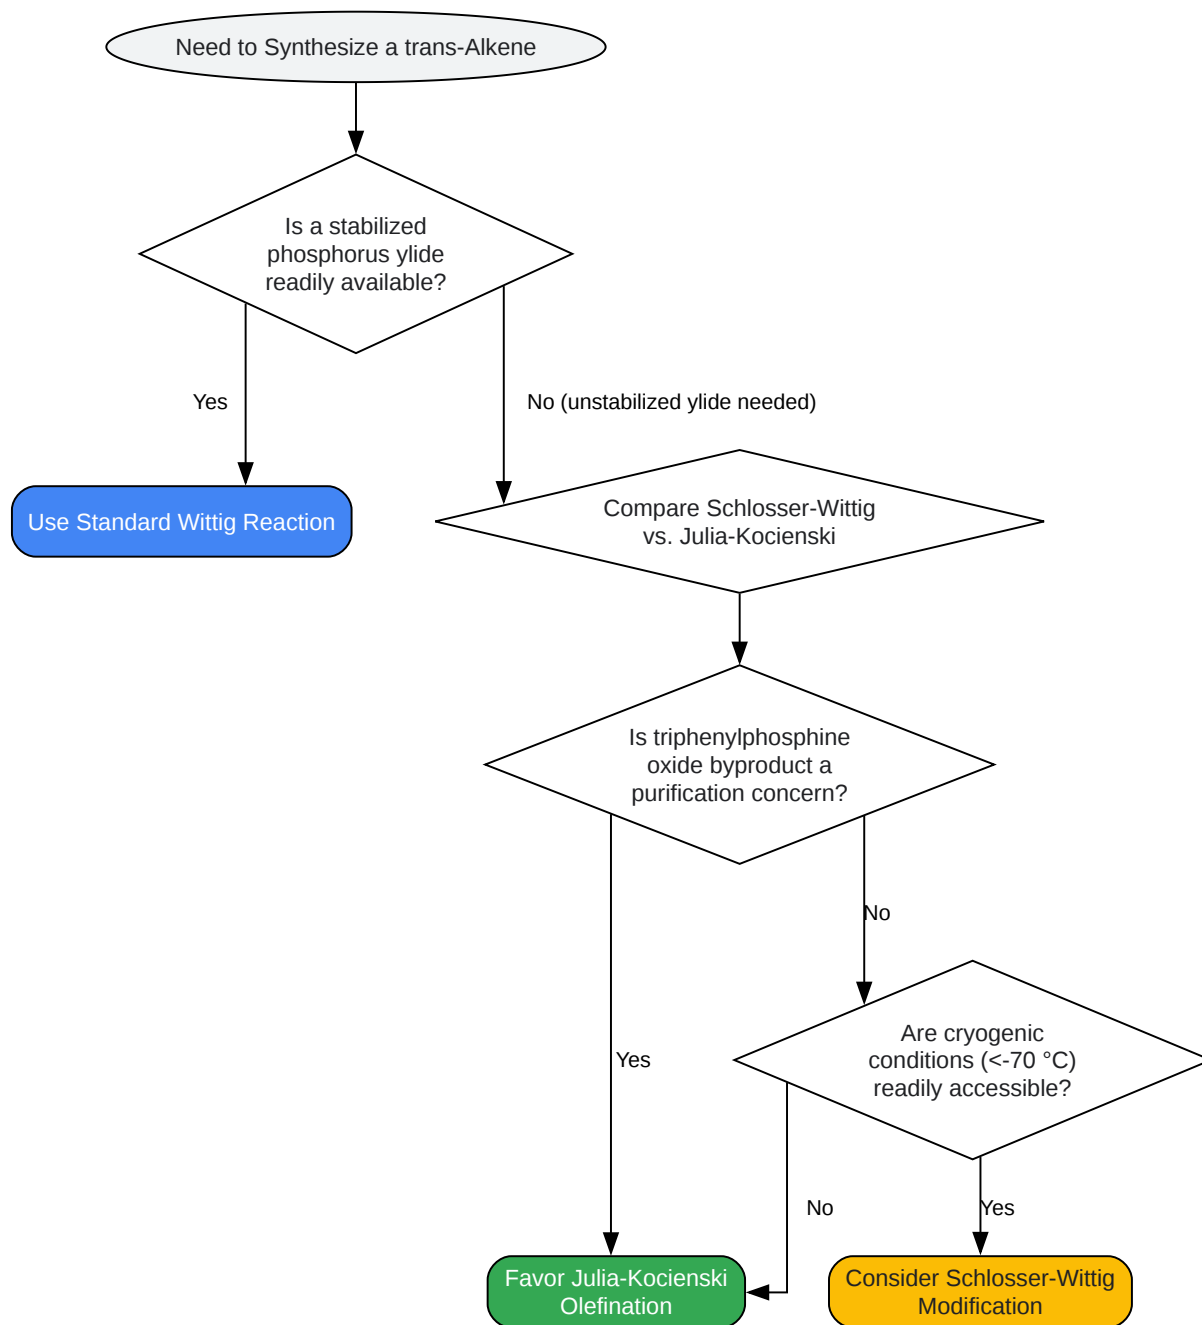 Need to Synthesize a trans-Alkene
Is a stabilized
phosphorus ylide
readily available?
Yes
No (unstabilized ylide needed)
Use Standard Wittig Reaction
Compare Schlosser-Wittig
vs. Julia-Kocienski
Is triphenylphosphine
oxide byproduct a
purification concern?
No
Are cryogenic
conditions (<-70 °C)
readily accessible?
Yes
No
Yes
Favor Julia-Kocienski
Olefination
Consider Schlosser-Wittig
Modification